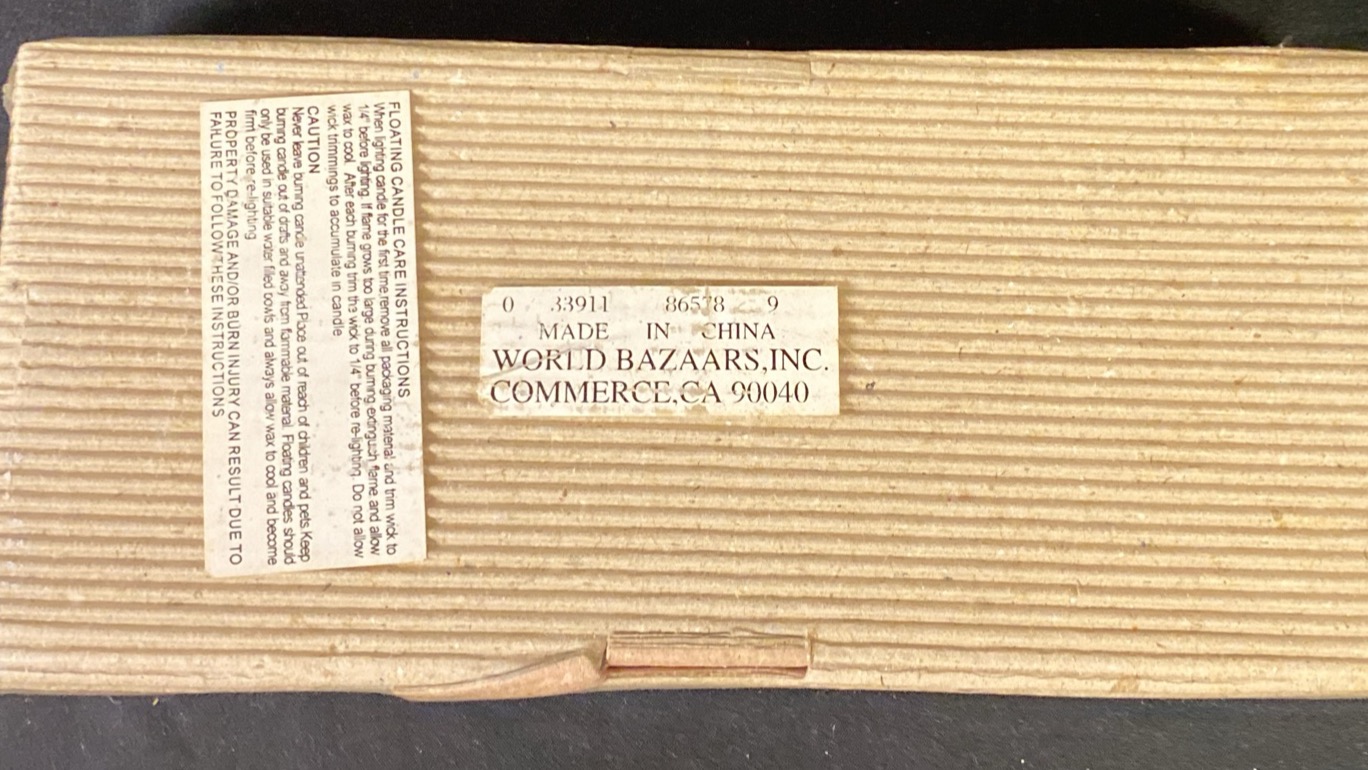 FLOATING CANDLE CARE INSTRUCTIONS
When lighting candle for the first time,remove all packaging material and trim wick to
1/4" before lighting. If flame grows too large during burning extinguish flame and allow
wax to cool. After each burning trim the wick to 1/4" before re-lighting. Do not allow
wick trimmings to accumulate in candle.
CAUTION
Never leave burning candle unattended Place out of reach of children and pets. Keep
burning candle out of drafts and away from flammable material. Floating candles should
only be used in suitable water filled bowls and always allow wax to cool and become
firm before re-lighting
PROPERTY DAMAGE AND/OR BURN INJURY CAN RESULT DUE TO
FAILURE TO FOLLOW THESE INSTRUCTIONS
0 33911 86578 9
MADE IN CHINA
WORLD BAZAARS,INC.
COMMERCE,CA 90040